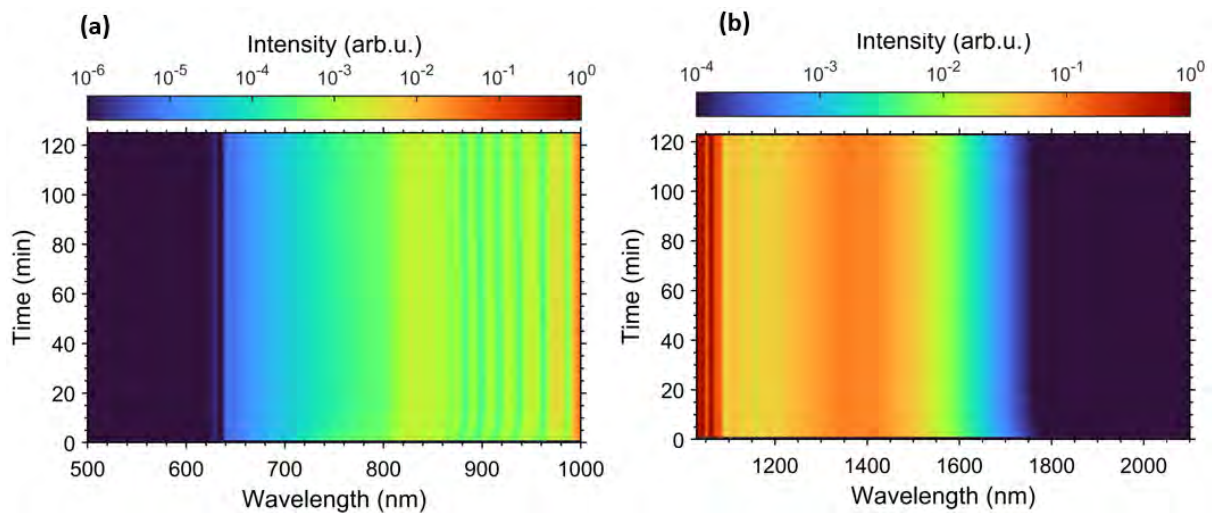 (a)
Intensity (arb.u.)
10⁻⁶ 10⁻⁵ 10⁻⁴ 10⁻³ 10⁻² 10⁻¹ 10⁰
120
100
80
60
40
20
0
Time (min)
500 600 700 800 900 1000
Wavelength (nm)
(b)
Intensity (arb.u.)
10⁻⁴ 10⁻³ 10⁻² 10⁻¹ 10⁰
120
100
80
60
40
20
0
Time (min)
1200 1400 1600 1800 2000
Wavelength (nm)